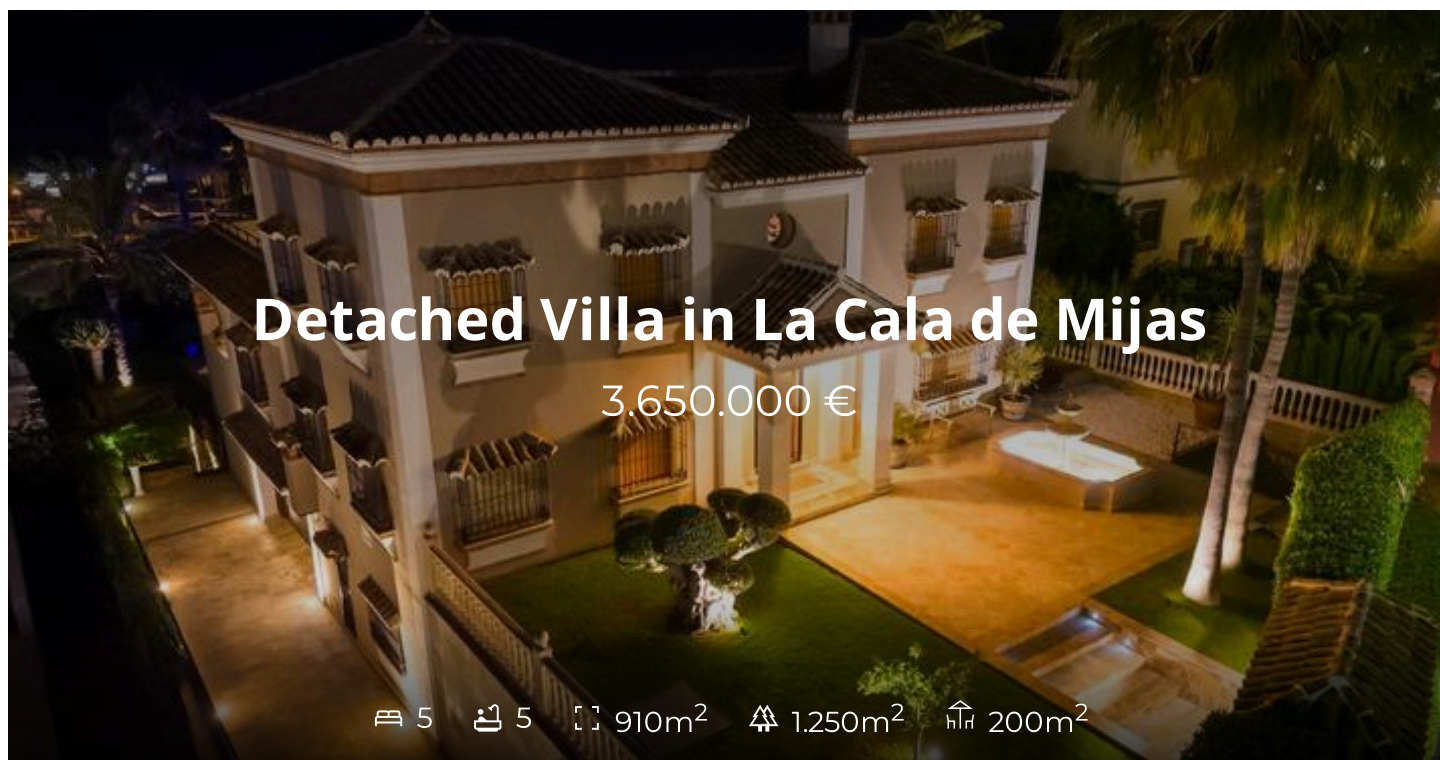 Detached Villa in La Cala de Mijas
3.650.000 €
5 5 910m² 1.250m² 200m²